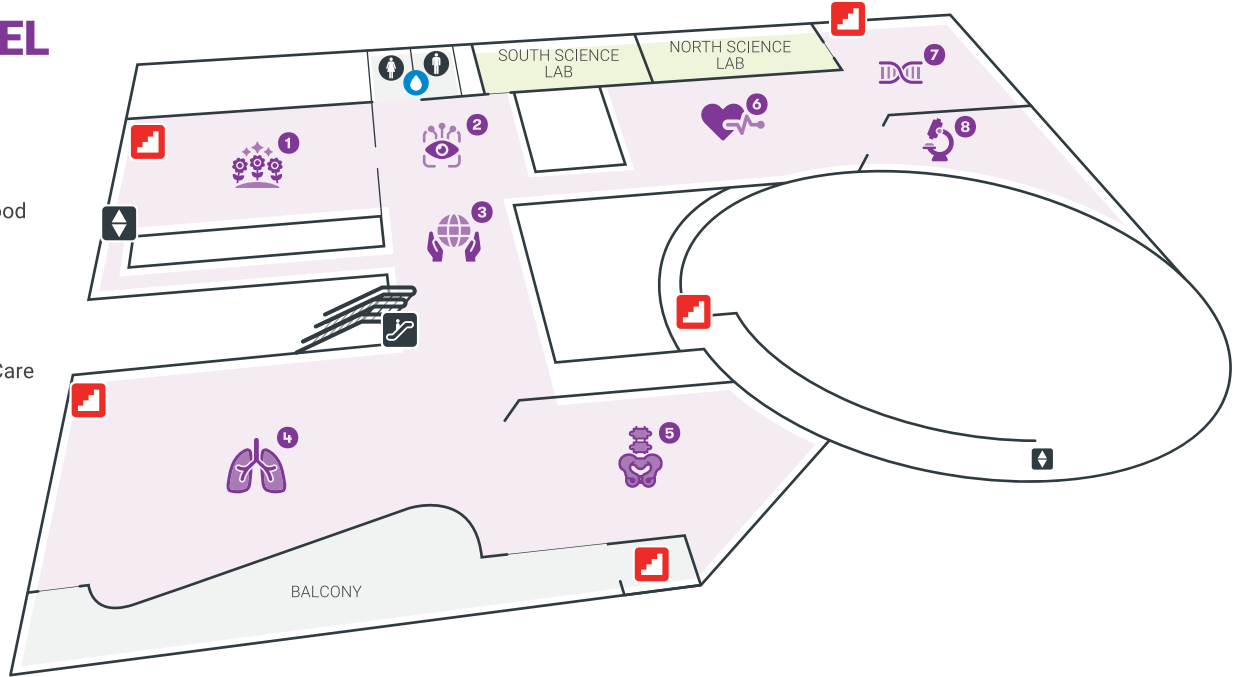 EL
SOUTH SCIENCE
LAB
NORTH SCIENCE
LAB
7
6
8
1
2
ood
3
Care
4
5
BALCONY